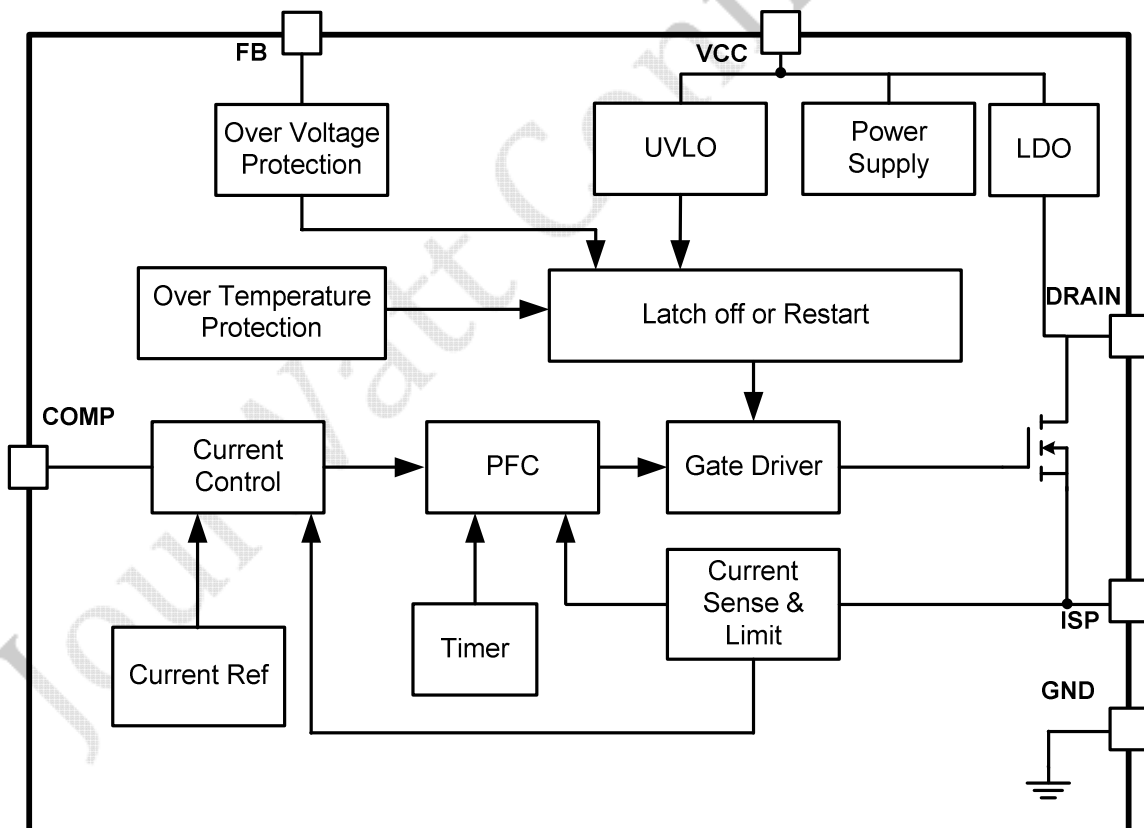 FB
VCC
Over Voltage
Protection
UVLO
Power
Supply
LDO
Over Temperature
Protection
Latch off or Restart
DRAIN
COMP
Current
Control
PFC
Gate Driver
Current
Sense &
Limit
ISP
Current Ref
Timer
GND
JoulWatt